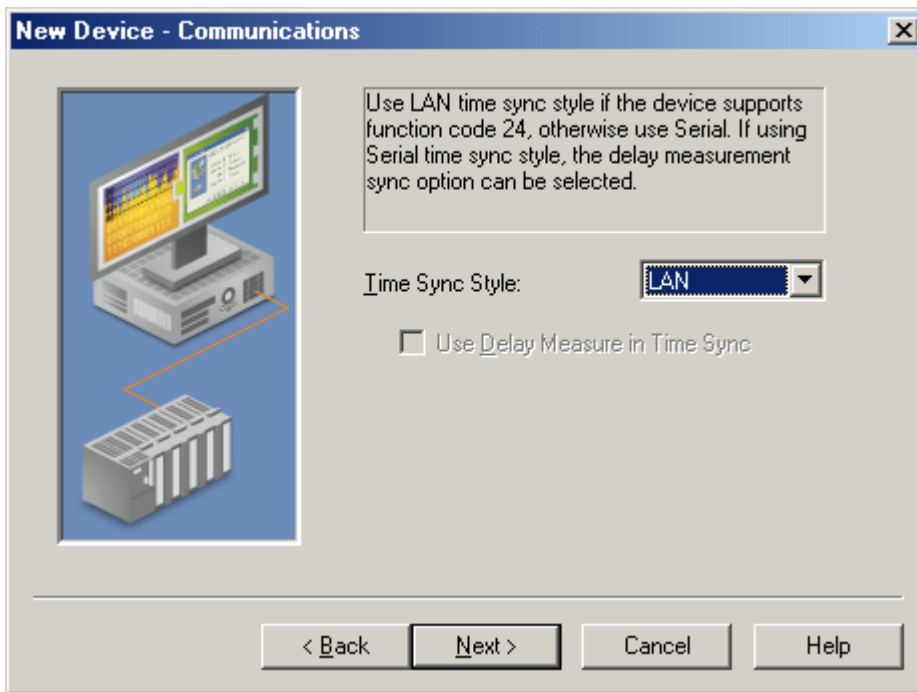 New Device - Communications
Use LAN time sync style if the device supports
function code 24, otherwise use Serial. If using
Serial time sync style, the delay measurement
sync option can be selected.
Time Sync Style:
LAN
Use Delay Measure in Time Sync
< Back
Next >
Cancel
Help